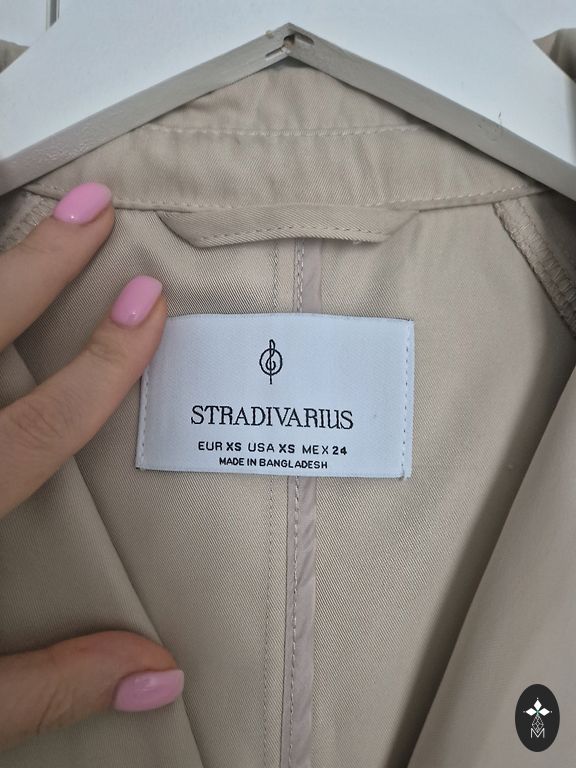 STRADIVARIUS
EUR XS USA XS MEX 24
MADE IN BANGLADESH
M